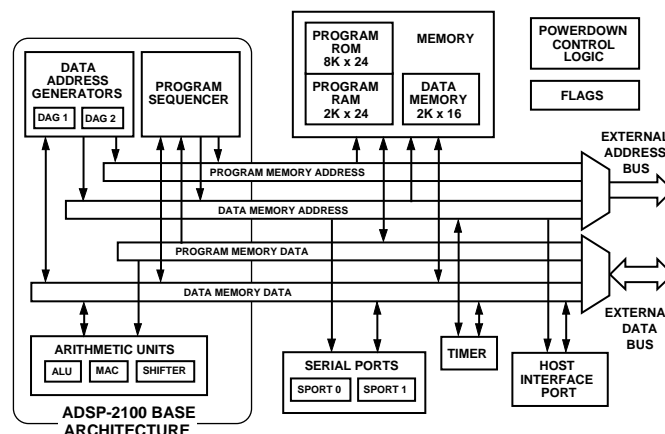 DATA
ADDRESS
GENERATORS
DAG 1
DAG 2
PROGRAM
SEQUENCER
PROGRAM
ROM
8K x 24
PROGRAM
RAM
2K x 24
MEMORY
DATA
MEMORY
2K x 16
POWERDOWN
CONTROL
LOGIC
FLAGS
EXTERNAL
ADDRESS
BUS
PROGRAM MEMORY ADDRESS
DATA MEMORY ADDRESS
PROGRAM MEMORY DATA
DATA MEMORY DATA
EXTERNAL
DATA
BUS
ARITHMETIC UNITS
ALU
MAC
SHIFTER
SERIAL PORTS
SPORT 0
SPORT 1
TIMER
HOST
INTERFACE
PORT
ADSP-2100 BASE
ARCHITECTURE